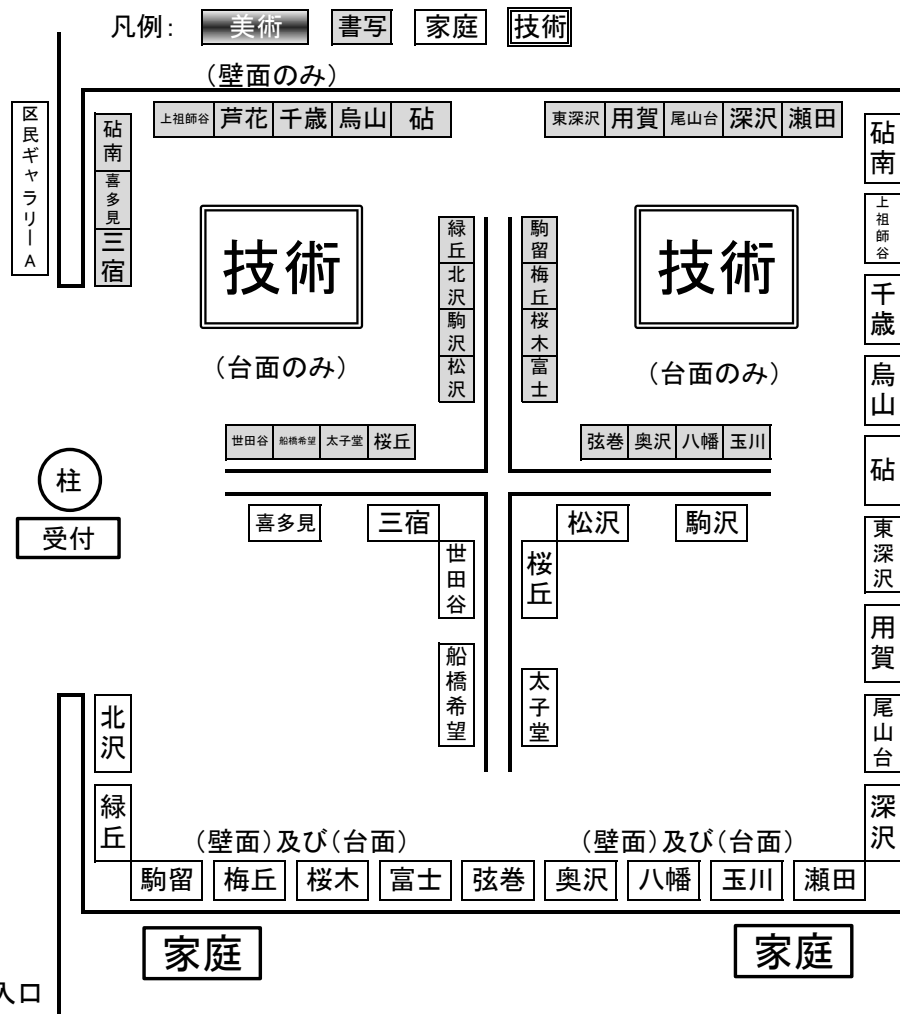 凡例: 美術 書写 家庭 技術
(壁面のみ)
区民ギャラリーA
砧南
喜多見
三宿
上祖師谷 芦花 千歳 烏山 砧
東深沢 用賀 尾山台 深沢 瀬田
技術
(台面のみ)
緑丘
北沢
駒沢
松沢
駒留
梅丘
桜木
富士
技術
(台面のみ)
世田谷 船橋希望 太子堂 桜丘
弦巻 奥沢 八幡 玉川
砧南
上祖師谷
千歳
烏山
砧
東深沢
用賀
尾山台
深沢
柱
受付
喜多見 三宿
世田谷
船橋希望
松沢 駒沢
桜丘
太子堂
北沢
緑丘
(壁面)及び(台面)
(壁面)及び(台面)
駒留 梅丘 桜木 富士 弦巻 奥沢 八幡 玉川 瀬田
家庭
家庭
入口